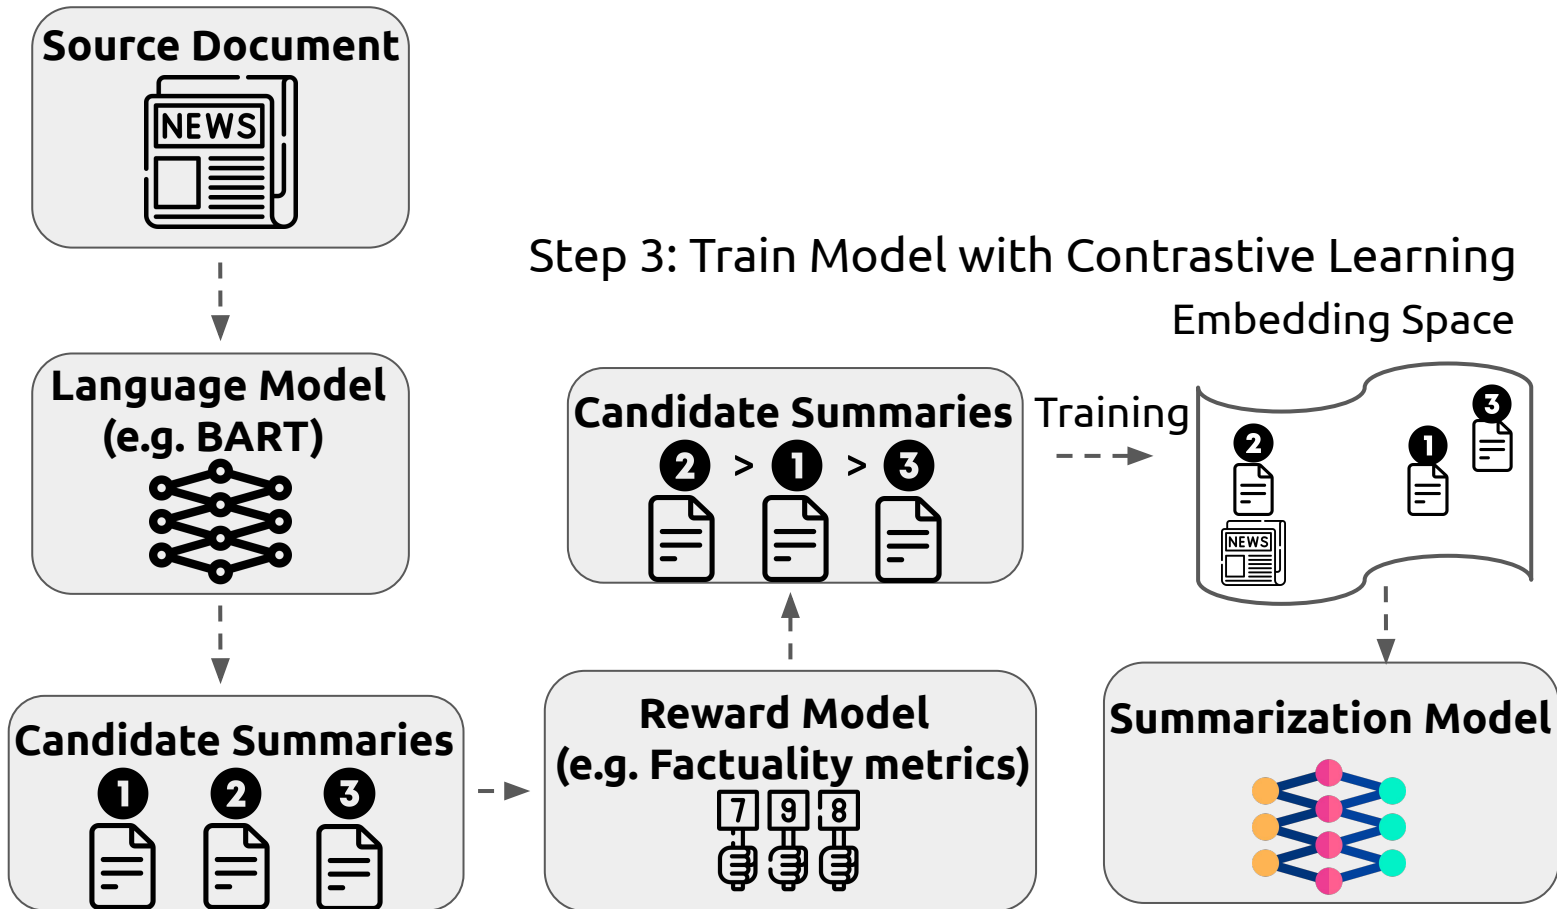 Source Document
NEWS
Language Model
(e.g. BART)
Candidate Summaries
1 2 3
Reward Model
(e.g. Factuality metrics)
7 9 8
Step 3: Train Model with Contrastive Learning
Candidate Summaries
2 > 1 > 3
Training
Embedding Space
3
2 1
NEWS
Summarization Model